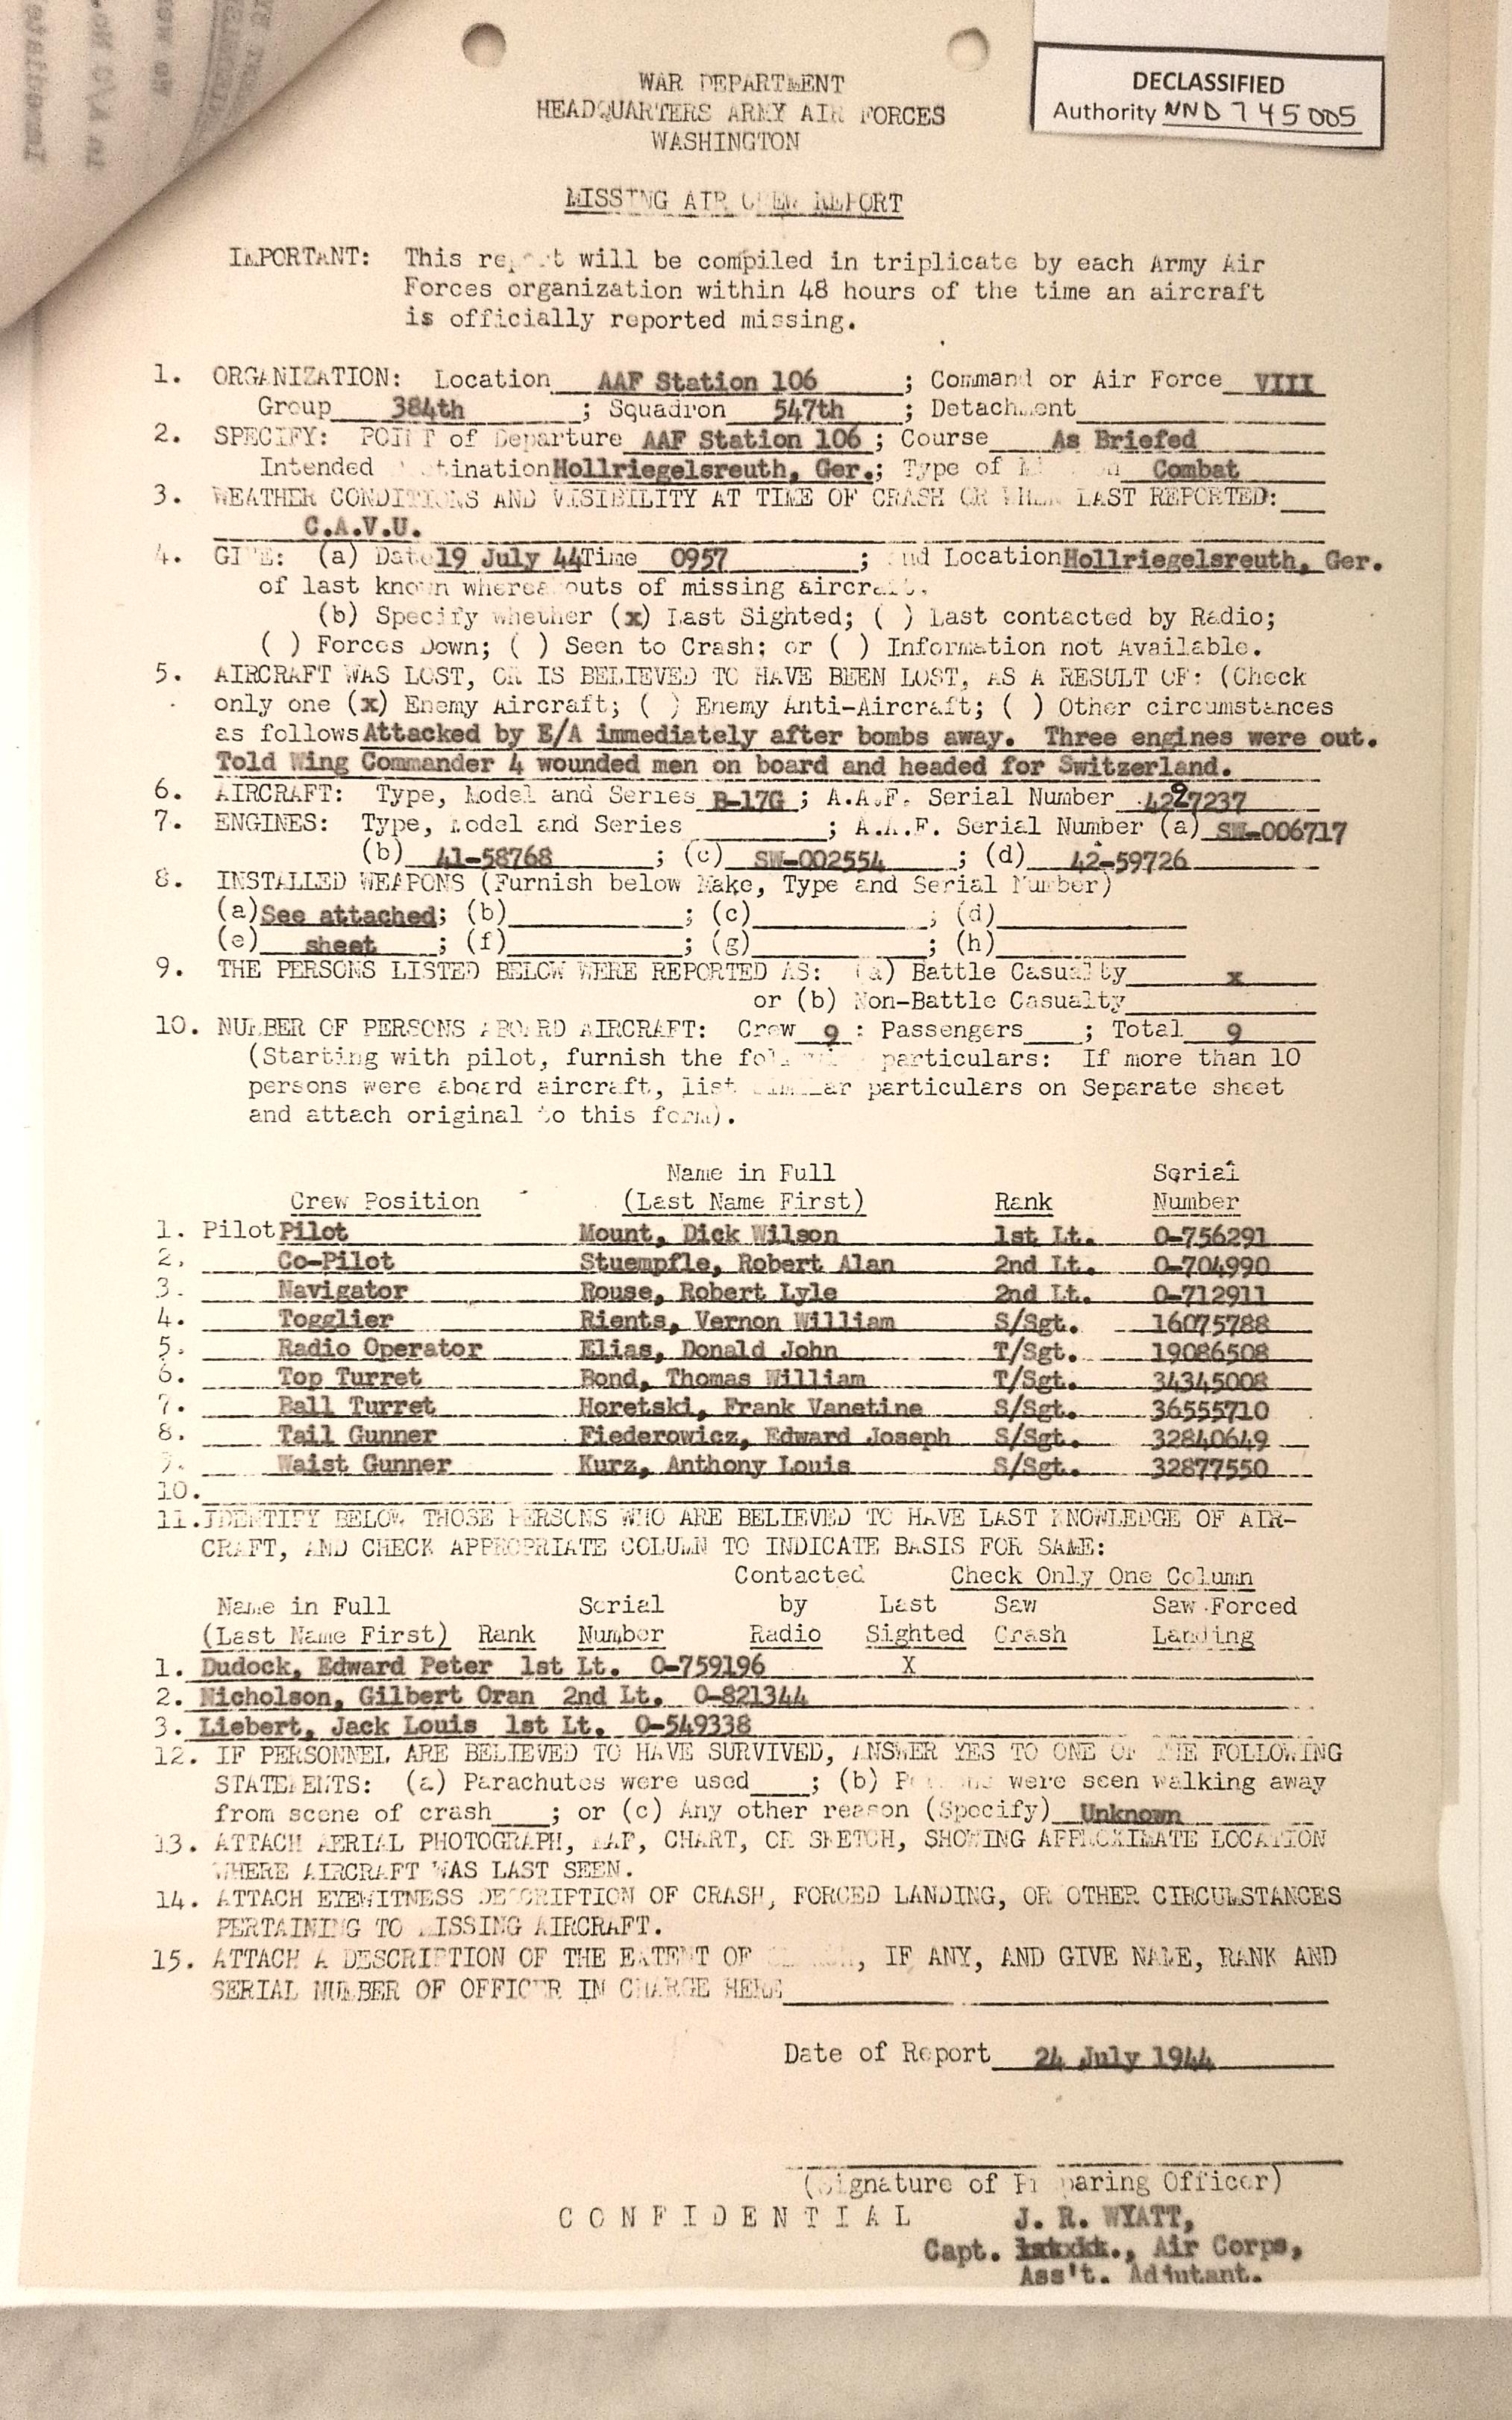 DECLASSIFIED
Authority NND 745005
WAR DEPARTMENT
HEADQUARTERS ARMY AIR FORCES
WASHINGTON
MISSING AIR CREW REPORT
IMPORTANT: This report will be compiled in triplicate by each Army Air
Forces organization within 48 hours of the time an aircraft
is officially reported missing.
1. ORGANIZATION: Location AAF Station 106 ; Command or Air Force VIII
Group 384th ; Squadron 547th ; Detachment
2. SPECIFY: POINT of Departure AAF Station 106 ; Course As Briefed
Intended Destination Hollriegelsreuth, Ger.; Type of Mission Combat
3. WEATHER CONDITIONS AND VISIBILITY AT TIME OF CRASH OR WHEN LAST REPORTED:
C.A.V.U.
4. GIVE: (a) Date 19 July 44 Time 0957 ; and Location Hollriegelsreuth, Ger.
of last known whereabouts of missing aircraft.
(b) Specify whether (x) Last Sighted; ( ) Last contacted by Radio;
( ) Forces Down; ( ) Seen to Crash; or ( ) Information not Available.
5. AIRCRAFT WAS LOST, OR IS BELIEVED TO HAVE BEEN LOST, AS A RESULT OF: (Check
only one (x) Enemy Aircraft; ( ) Enemy Anti-Aircraft; ( ) Other circumstances
as follows Attacked by E/A immediately after bombs away. Three engines were out.
Told Wing Commander 4 wounded men on board and headed for Switzerland.
6. AIRCRAFT: Type, Model and Series B-17G ; A.A.F. Serial Number 4297237
7. ENGINES: Type, Model and Series ; A.A.F. Serial Number (a) SW-006717
(b) 41-58768 ; (c) SW-002554 ; (d) 42-59726
8. INSTALLED WEAPONS (Furnish below Make, Type and Serial Number)
(a) See attached; (b) ; (c) ; (d)
(e) sheet ; (f) ; (g) ; (h)
9. THE PERSONS LISTED BELOW WERE REPORTED AS: (a) Battle Casualty x
or (b) Non-Battle Casualty
10. NUMBER OF PERSONS ABOARD AIRCRAFT: Crew 9 : Passengers ; Total 9
(Starting with pilot, furnish the following particulars: If more than 10
persons were aboard aircraft, list similar particulars on Separate sheet
and attach original to this form).
Name in Full Serial
Crew Position (Last Name First) Rank Number
1. Pilot Pilot Mount, Dick Wilson 1st Lt. O-756291
2. Co-Pilot Stuempfle, Robert Alan 2nd Lt. O-704990
3. Navigator Rouse, Robert Lyle 2nd Lt. O-712911
4. Togglier Rients, Vernon William S/Sgt. 16075788
5. Radio Operator Elias, Donald John T/Sgt. 19086508
6. Top Turret Bond, Thomas William T/Sgt. 34345008
7. Ball Turret Horetski, Frank Vanetine S/Sgt. 36555710
8. Tail Gunner Fiederowicz, Edward Joseph S/Sgt. 32840649
9. Waist Gunner Kurz, Anthony Louis S/Sgt. 32877550
10.
11. IDENTIFY BELOW THOSE PERSONS WHO ARE BELIEVED TO HAVE LAST KNOWLEDGE OF AIR-
CRAFT, AND CHECK APPROPRIATE COLUMN TO INDICATE BASIS FOR SAME:
Contacted Check Only One Column
Name in Full Serial by Last Saw Saw Forced
(Last Name First) Rank Number Radio Sighted Crash Landing
1. Dudock, Edward Peter 1st Lt. O-759196 X
2. Nicholson, Gilbert Oran 2nd Lt. O-821344
3. Liebert, Jack Louis 1st Lt. O-549338
12. IF PERSONNEL ARE BELIEVED TO HAVE SURVIVED, ANSWER YES TO ONE OF THE FOLLOWING
STATEMENTS: (a) Parachutes were used ; (b) Persons were seen walking away
from scene of crash ; or (c) Any other reason (Specify) Unknown
13. ATTACH AERIAL PHOTOGRAPH, MAP, CHART, OR SKETCH, SHOWING APPROXIMATE LOCATION
WHERE AIRCRAFT WAS LAST SEEN.
14. ATTACH EYEWITNESS DESCRIPTION OF CRASH, FORCED LANDING, OR OTHER CIRCUMSTANCES
PERTAINING TO MISSING AIRCRAFT.
15. ATTACH A DESCRIPTION OF THE EXTENT OF SEARCH, IF ANY, AND GIVE NAME, RANK AND
SERIAL NUMBER OF OFFICER IN CHARGE HERE
Date of Report 24 July 1944
(Signature of Preparing Officer)
CONFIDENTIAL J. R. WYATT,
Capt. Air Corps,
Ass't. Adjutant.